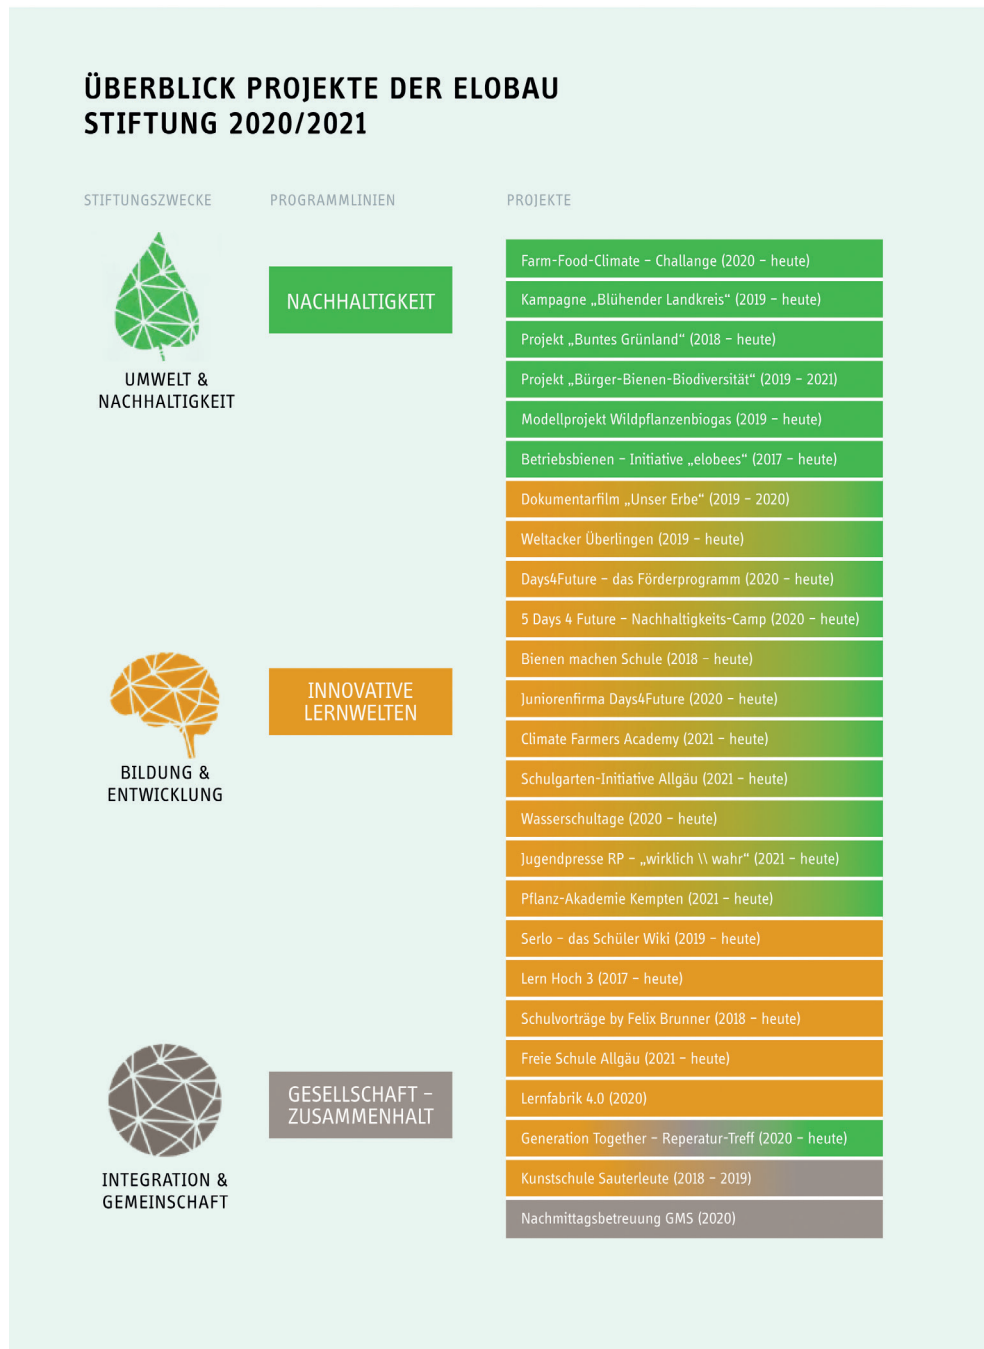 ÜBERBLICK PROJEKTE DER ELOBAU
STIFTUNG 2020/2021
STIFTUNGSZWECKE
PROGRAMMLINIEN
PROJEKTE
UMWELT &
NACHHALTIGKEIT
NACHHALTIGKEIT
BILDUNG &
ENTWICKLUNG
INNOVATIVE
LERNWELTEN
INTEGRATION &
GEMEINSCHAFT
GESELLSCHAFT –
ZUSAMMENHALT
Farm-Food-Climate – Challange (2020 – heute)
Kampagne „Blühender Landkreis“ (2019 – heute)
Projekt „Buntes Grünland“ (2018 – heute)
Projekt „Bürger-Bienen-Biodiversität“ (2019 – 2021)
Modellprojekt Wildpflanzenbiogas (2019 – heute)
Betriebsbienen – Initiative „elobees“ (2017 – heute)
Dokumentarfilm „Unser Erbe“ (2019 – 2020)
Weltacker Überlingen (2019 – heute)
Days4Future – das Förderprogramm (2020 – heute)
5 Days 4 Future – Nachhaltigkeits-Camp (2020 – heute)
Bienen machen Schule (2018 – heute)
Juniorenfirma Days4Future (2020 – heute)
Climate Farmers Academy (2021 – heute)
Schulgarten-Initiative Allgäu (2021 – heute)
Wasserschultage (2020 – heute)
Jugendpresse RP – „wirklich \\ wahr“ (2021 – heute)
Pflanz-Akademie Kempten (2021 – heute)
Serlo – das Schüler Wiki (2019 – heute)
Lern Hoch 3 (2017 – heute)
Schulvorträge by Felix Brunner (2018 – heute)
Freie Schule Allgäu (2021 – heute)
Lernfabrik 4.0 (2020)
Generation Together – Reperatur-Treff (2020 – heute)
Kunstschule Sauterleute (2018 – 2019)
Nachmittagsbetreuung GMS (2020)